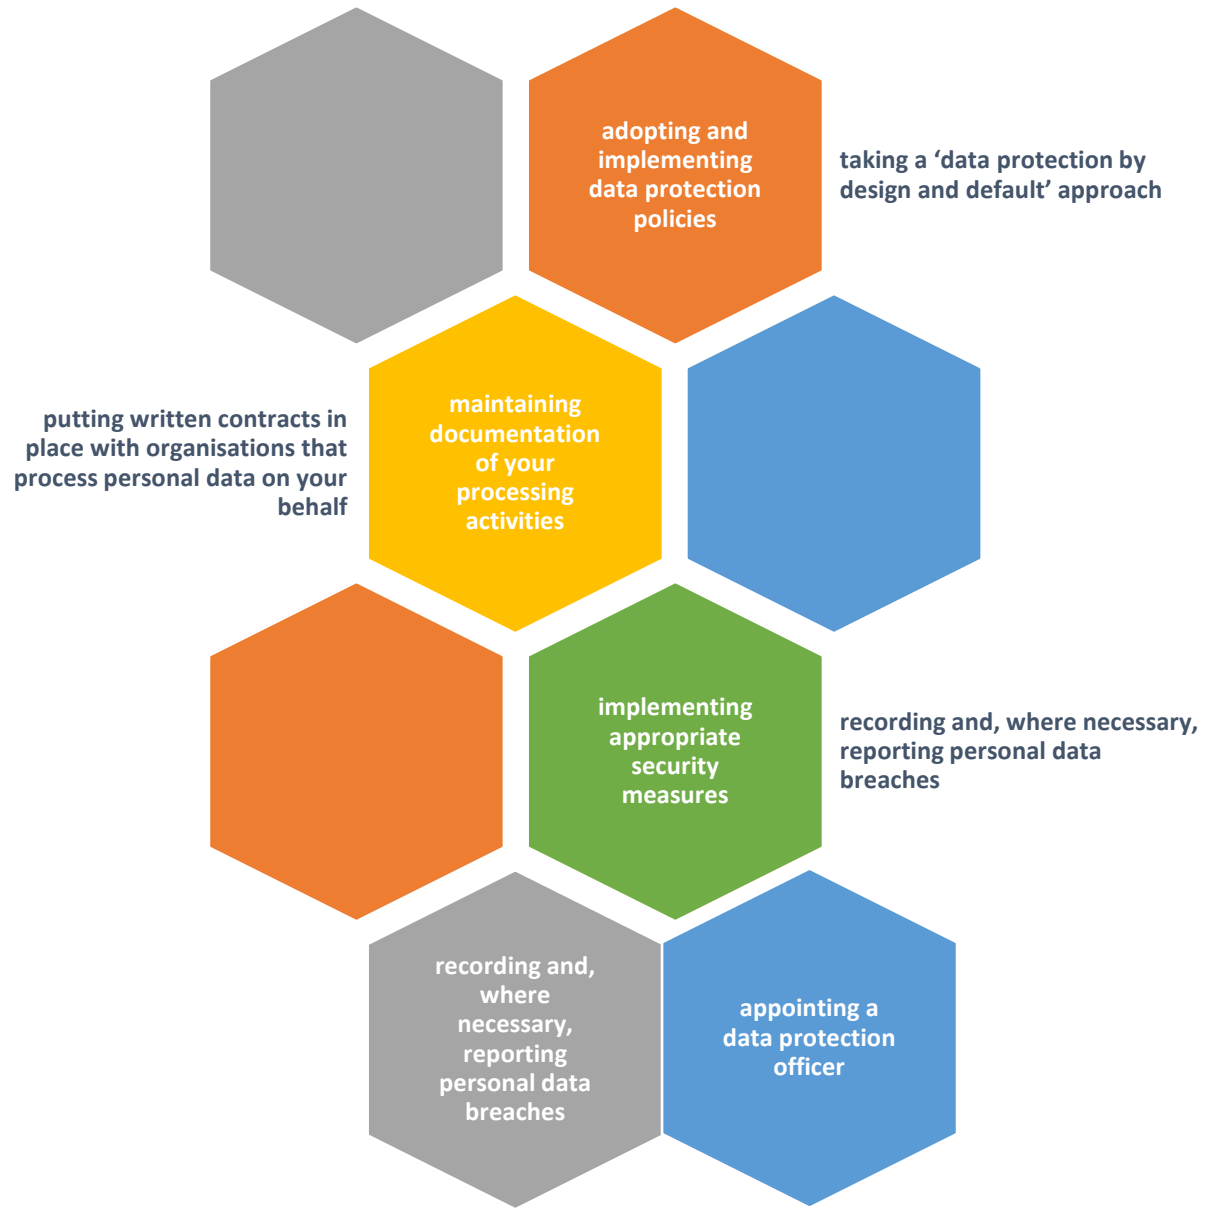 adopting and
implementing
data protection
policies
taking a ‘data protection by
design and default’ approach
putting written contracts in
place with organisations that
process personal data on your
behalf
maintaining
documentation
of your
processing
activities
implementing
appropriate
security
measures
recording and, where necessary,
reporting personal data
breaches
recording and,
where
necessary,
reporting
personal data
breaches
appointing a
data protection
officer